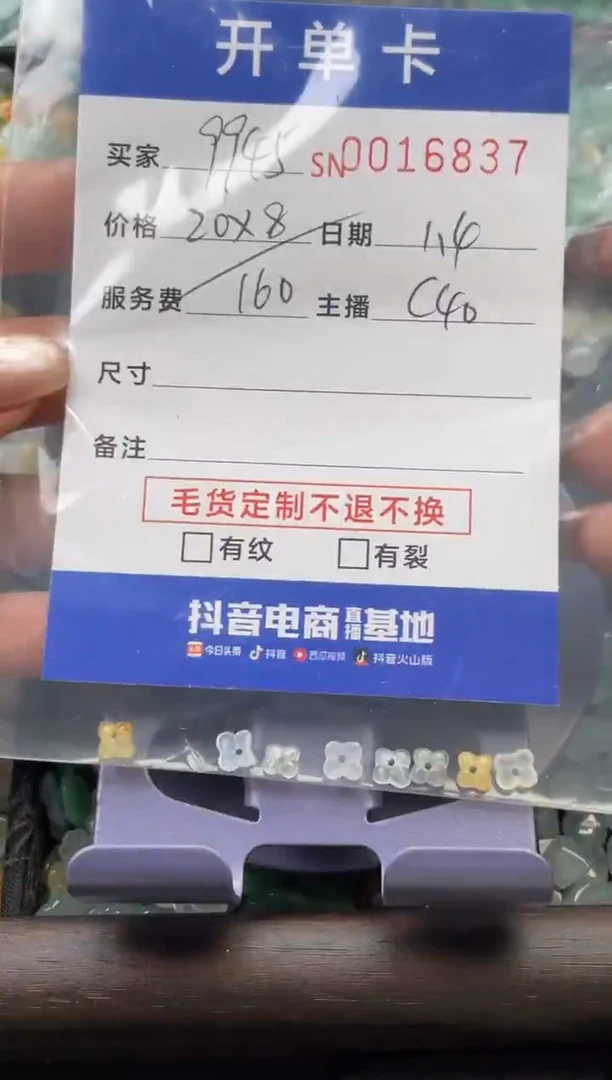 开单卡
买家 9945 SN0016837
价格 20X8 日期 1.4
服务费 160 主播 C40
尺寸
备注
毛货定制不退不换
□有纹 □有裂
抖音电商直播基地
头条 今日头条 抖音 西瓜视频 抖音火山版